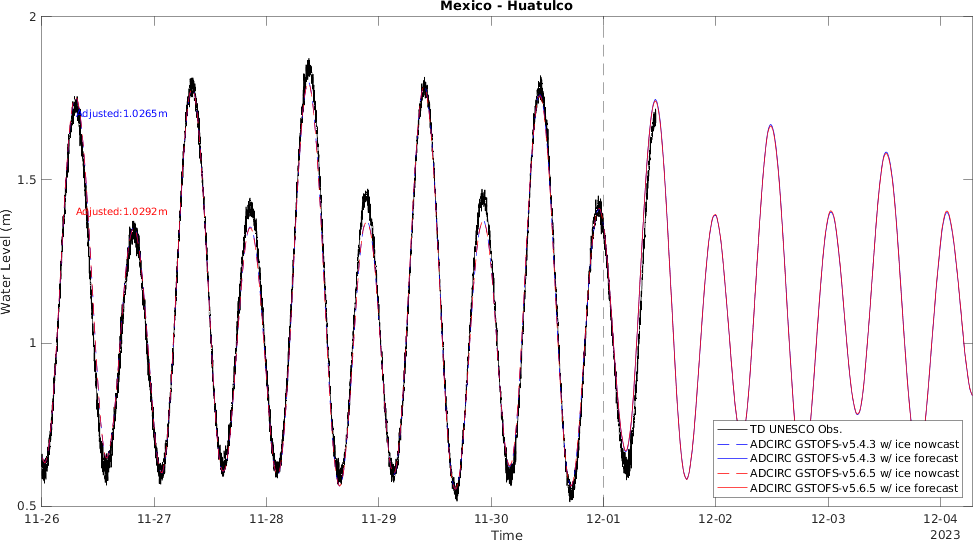 Mexico - Huatulco
2
1.5
1
0.5
Water Level (m)
Adjusted:1.0265m
Adjusted:1.0292m
TD UNESCO Obs.
ADCIRC GSTOFS-v5.4.3 w/ ice nowcast
ADCIRC GSTOFS-v5.4.3 w/ ice forecast
ADCIRC GSTOFS-v5.6.5 w/ ice nowcast
ADCIRC GSTOFS-v5.6.5 w/ ice forecast
11-26 11-27 11-28 11-29 11-30 12-01 12-02 12-03 12-04
Time
2023